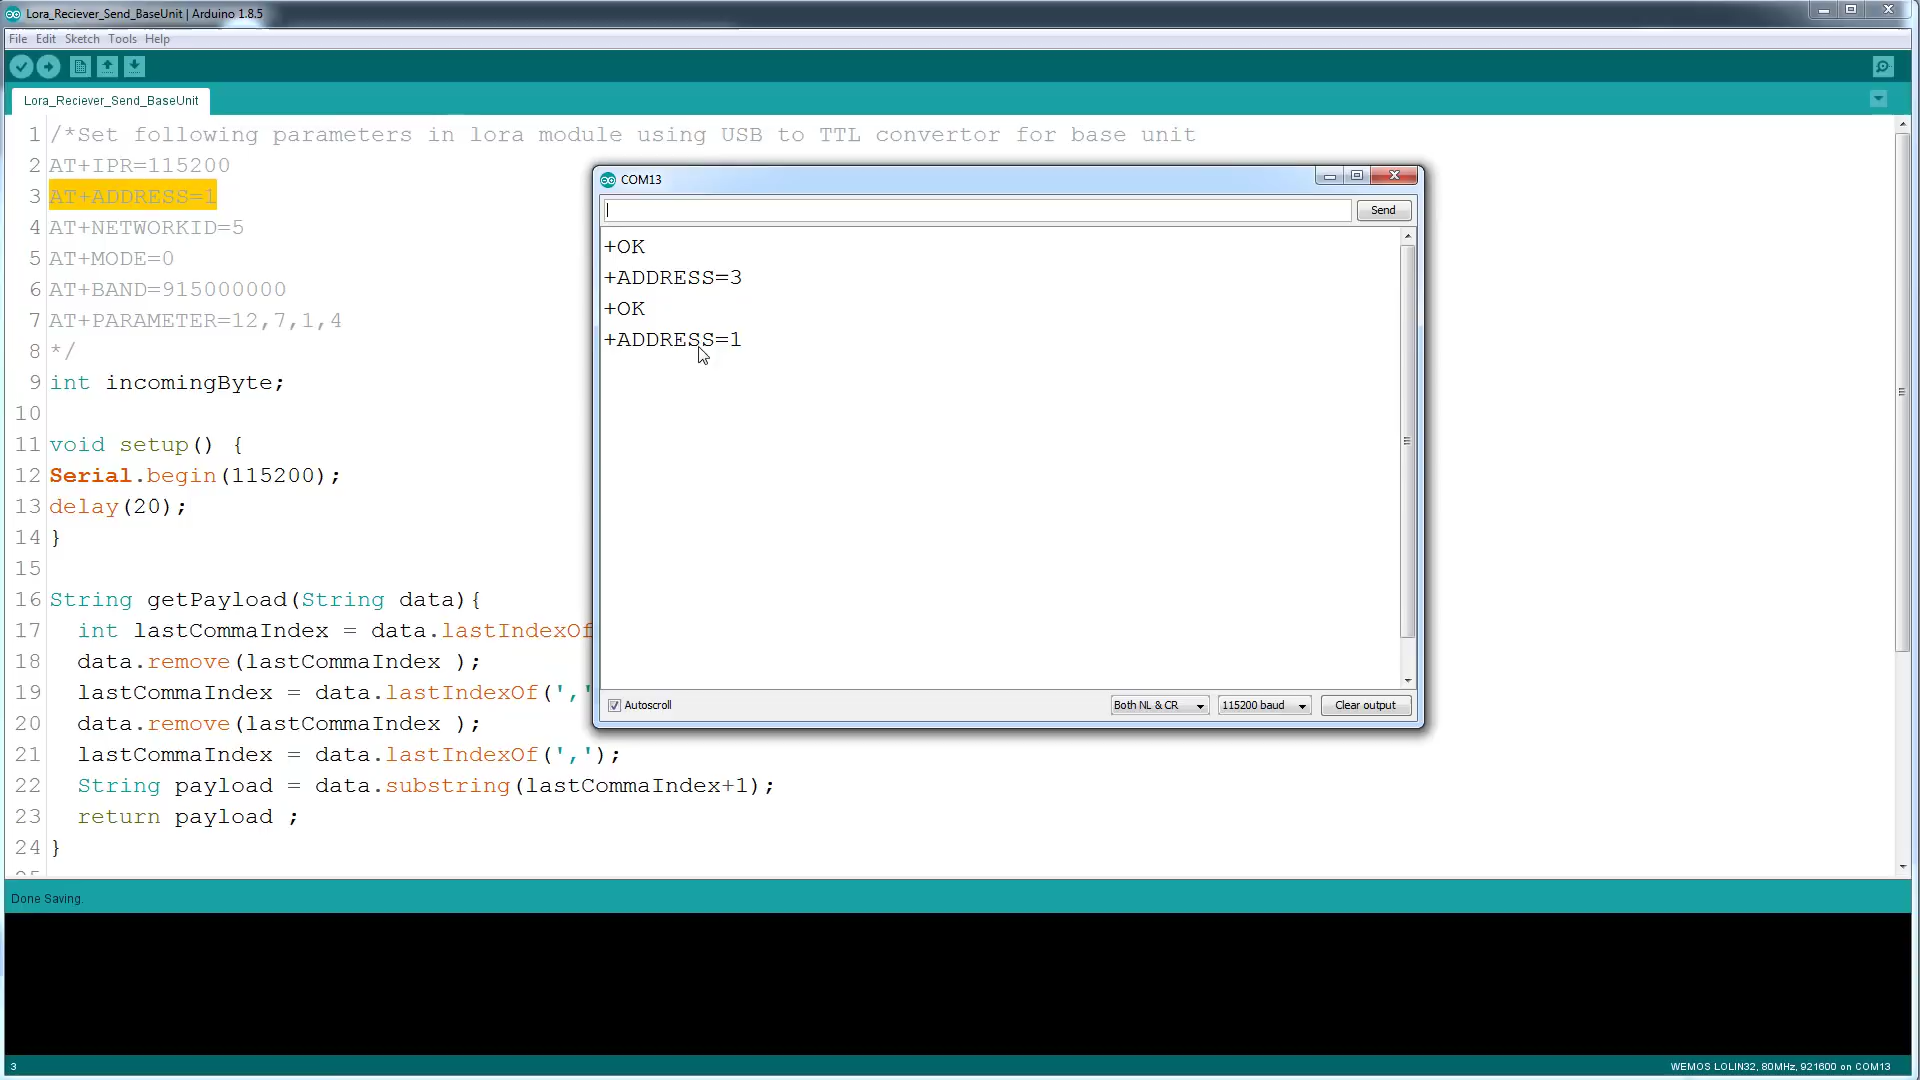 Lora_Reciever_Send_BaseUnit | Arduino 1.8.5
File Edit Sketch Tools Help
Lora_Reciever_Send_BaseUnit
1 /*Set following parameters in lora module using USB to TTL convertor for base unit
2 AT+IPR=115200
3 AT+ADDRESS=1
4 AT+NETWORKID=5
5 AT+MODE=0
6 AT+BAND=915000000
7 AT+PARAMETER=12,7,1,4
8 */
9 int incomingByte;
10
11 void setup() {
12 Serial.begin(115200);
13 delay(20);
14 }
15
16 String getPayload(String data){
17 int lastCommaIndex = data.lastIndexOf
18 data.remove(lastCommaIndex );
19 lastCommaIndex = data.lastIndexOf(','
20 data.remove(lastCommaIndex );
21 lastCommaIndex = data.lastIndexOf(',');
22 String payload = data.substring(lastCommaIndex+1);
23 return payload ;
24 }
COM13
Send
+OK
+ADDRESS=3
+OK
+ADDRESS=1
Autoscroll
Both NL & CR
115200 baud
Clear output
Done Saving.
3
WEMOS LOLIN32, 80MHz, 921600 on COM13